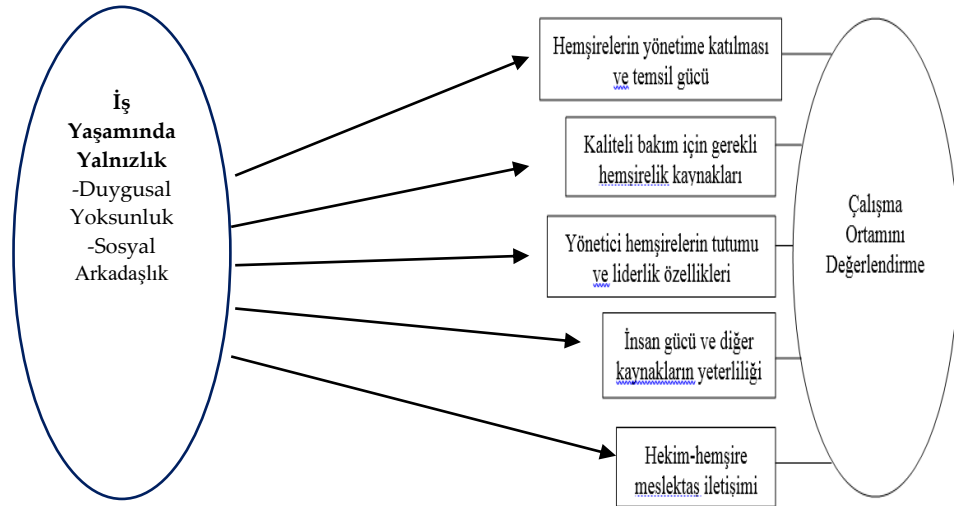 İş
Yaşamında
Yalnızlık
-Duygusal
Yoksunluk
-Sosyal
Arkadaşlık
Hemşirelerin yönetime katılması
ve temsil gücü
Kaliteli bakım için gerekli
hemşirelik kaynakları
Yönetici hemşirelerin tutumu
ve liderlik özellikleri
İnsan gücü ve diğer
kaynakların yeterliliği
Hekim-hemşire
meslektaş iletişimi
Çalışma
Ortamını
Değerlendirme